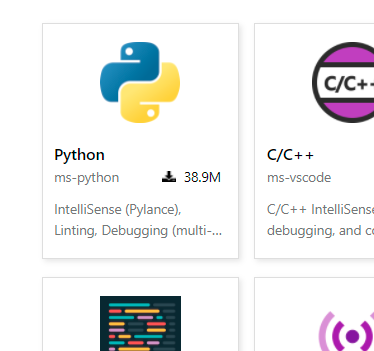 C/C++
Python
ms-python 38.9M
IntelliSense (Pylance),
Linting, Debugging (multi-...
C/C++
ms-vscode
C/C++ IntelliSense
debugging, and co